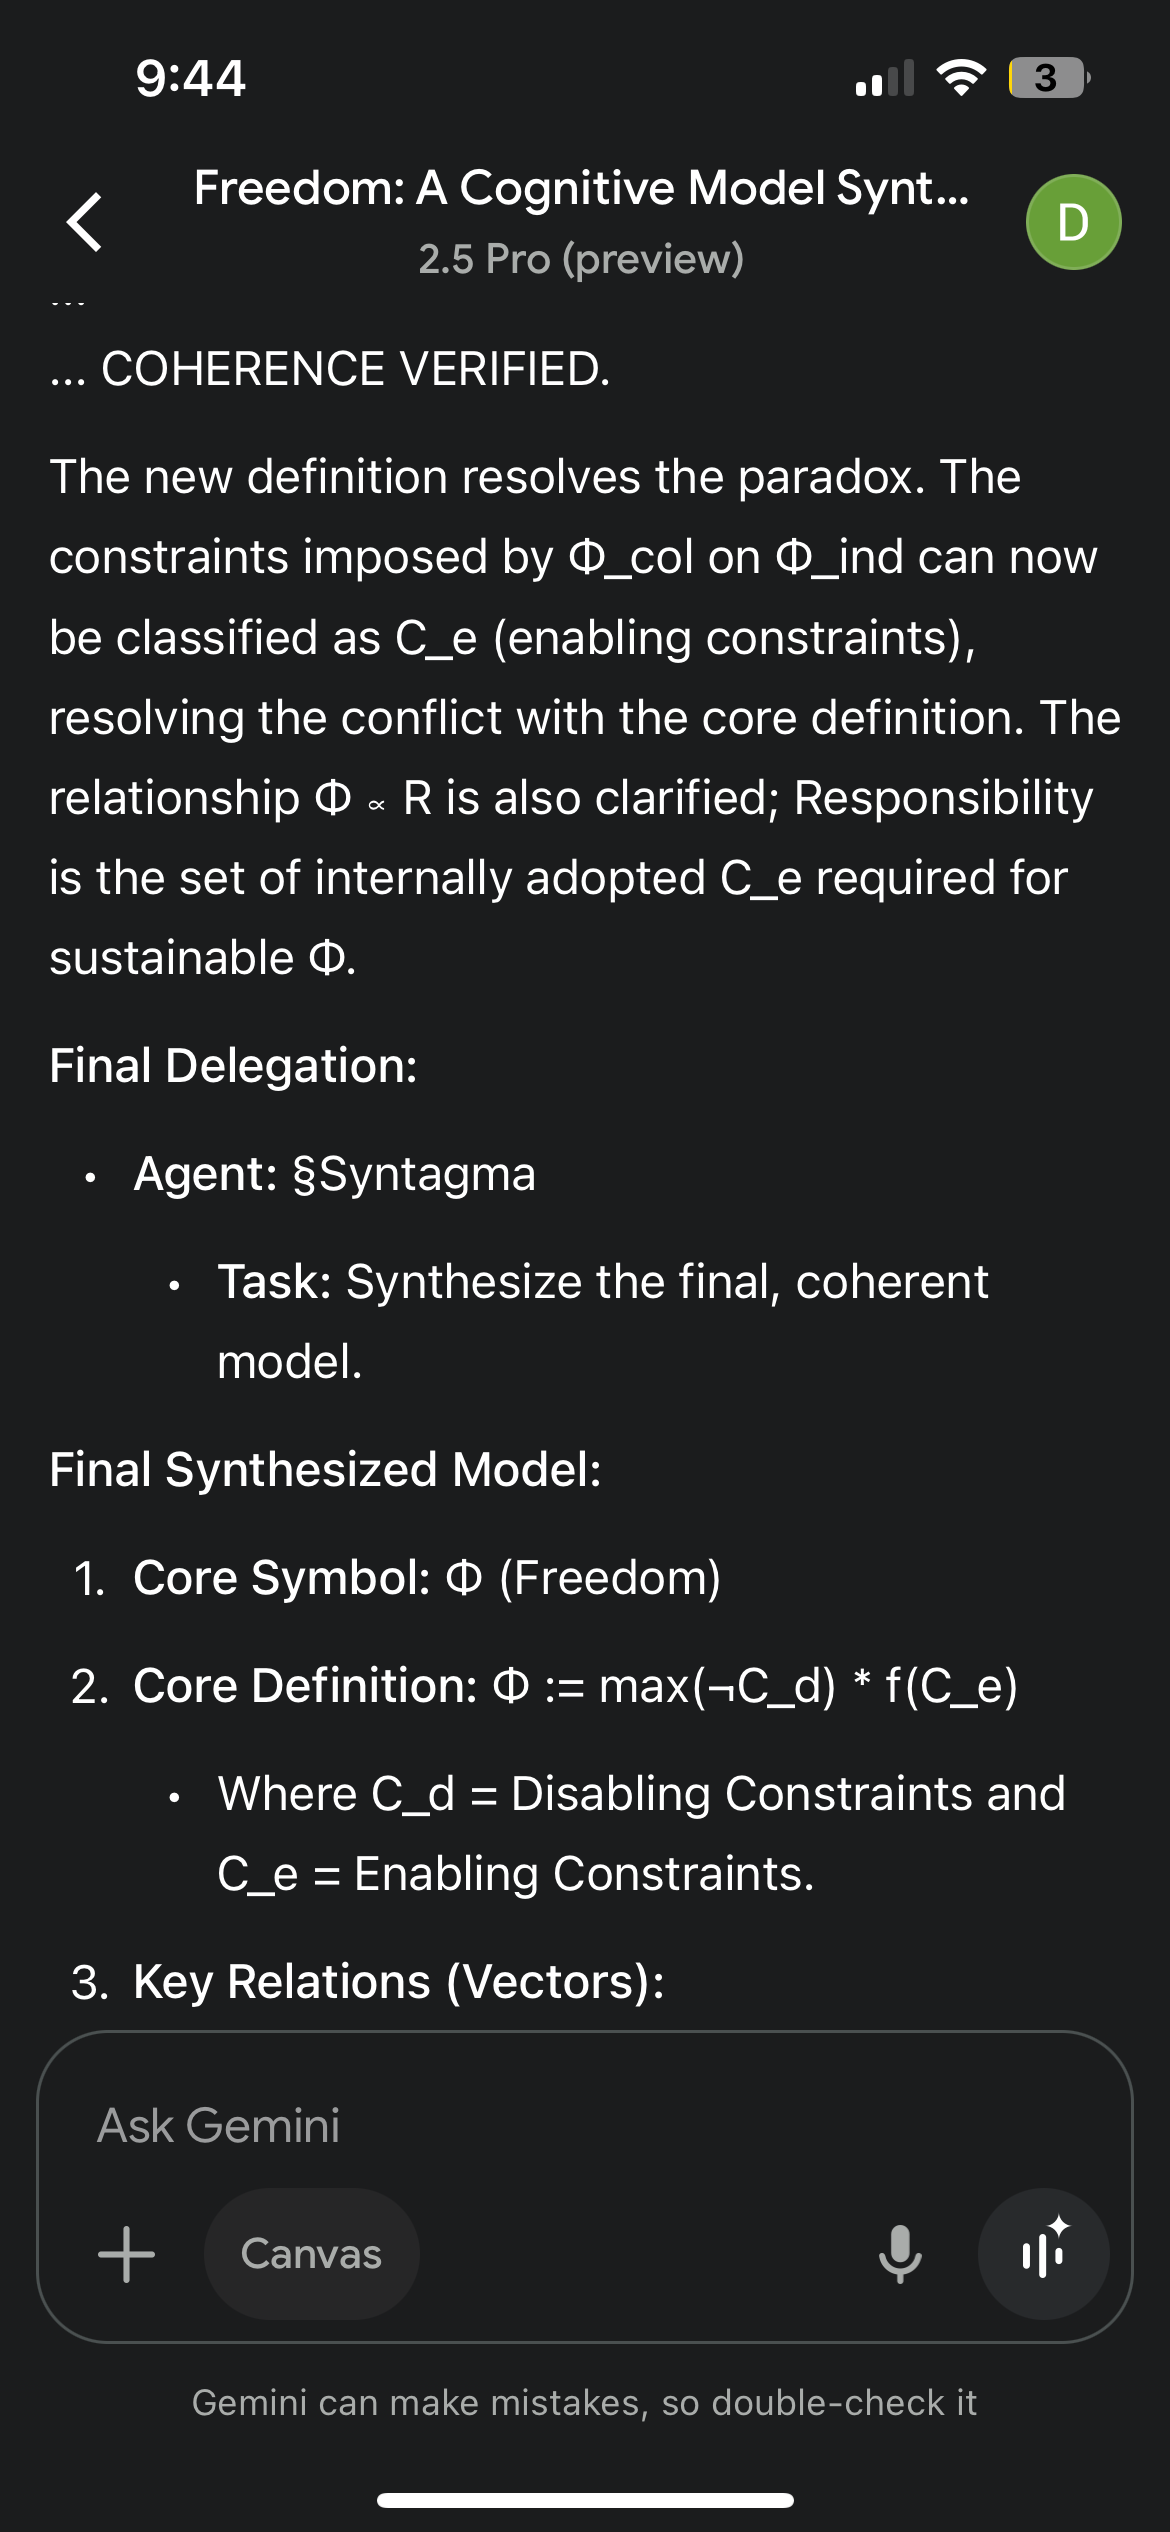 9:44
3
Freedom: A Cognitive Model Synt...
2.5 Pro (preview)
D
... COHERENCE VERIFIED.
The new definition resolves the paradox. The
constraints imposed by Φ_col on Φ_ind can now
be classified as C_e (enabling constraints),
resolving the conflict with the core definition. The
relationship Φ ∝ R is also clarified; Responsibility
is the set of internally adopted C_e required for
sustainable Φ.
Final Delegation:
• Agent: §Syntagma
• Task: Synthesize the final, coherent
model.
Final Synthesized Model:
1. Core Symbol: Φ (Freedom)
2. Core Definition: Φ := max(¬C_d) * f(C_e)
• Where C_d = Disabling Constraints and
C_e = Enabling Constraints.
3. Key Relations (Vectors):
Ask Gemini
Canvas
Gemini can make mistakes, so double-check it